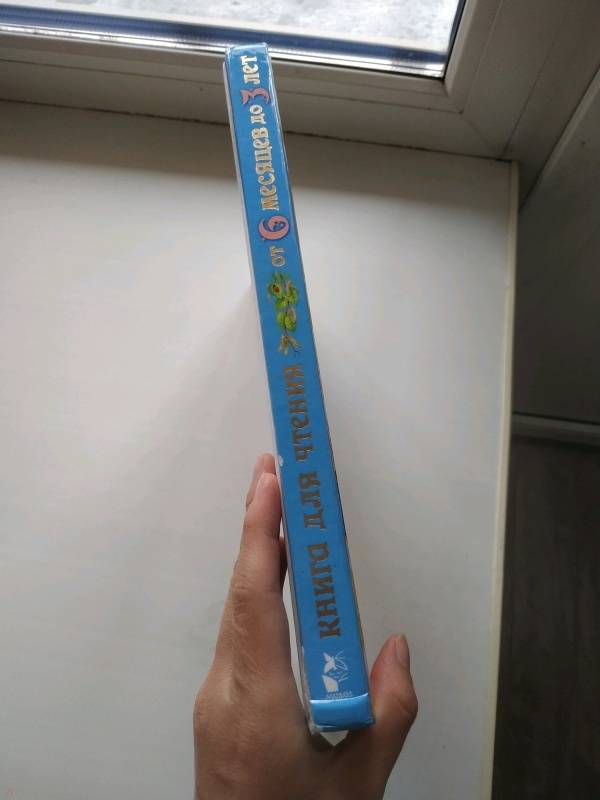 КНИГА ДЛЯ ЧТЕНИЯ ОТ 6 МЕСЯЦЕВ ДО 3 ЛЕТ